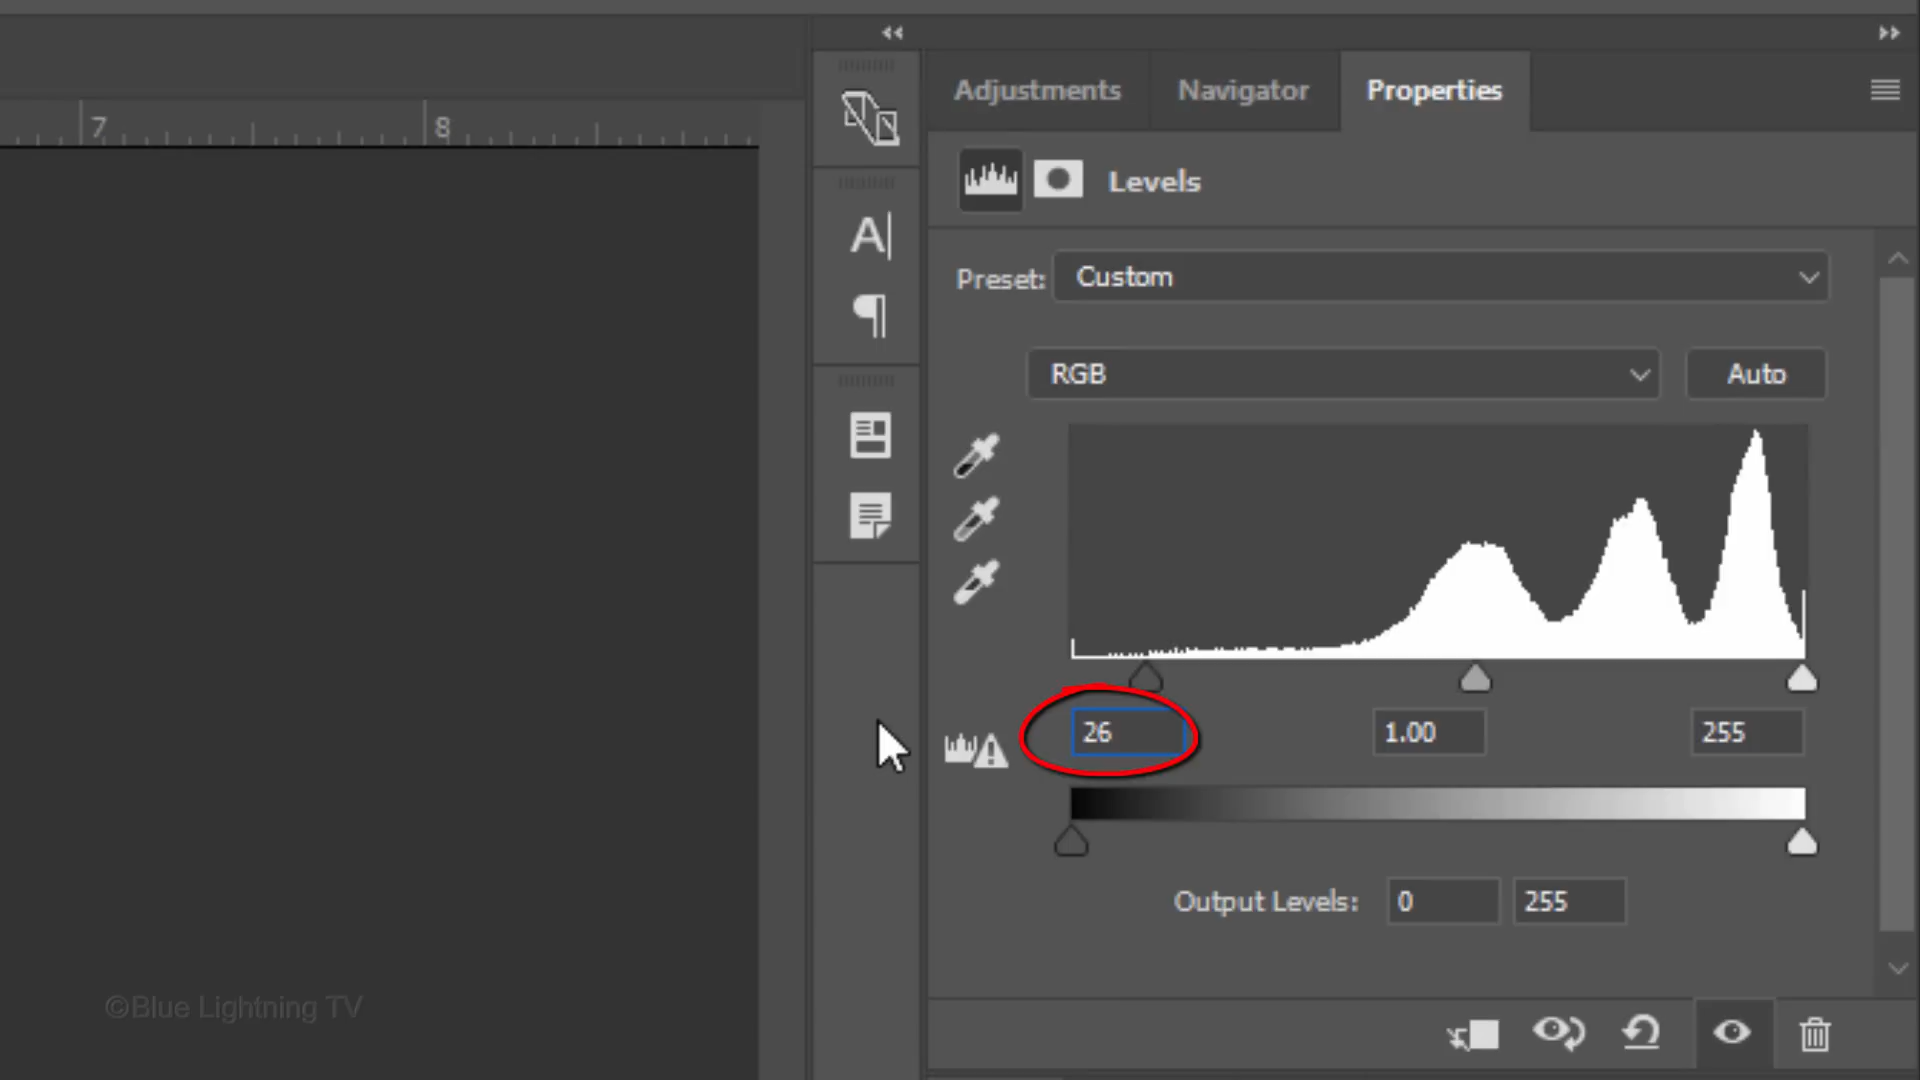 Adjustments Navigator Properties
7 8
Levels
Preset: Custom
RGB Auto
26 1.00 255
Output Levels: 0 255
©Blue Lightning TV